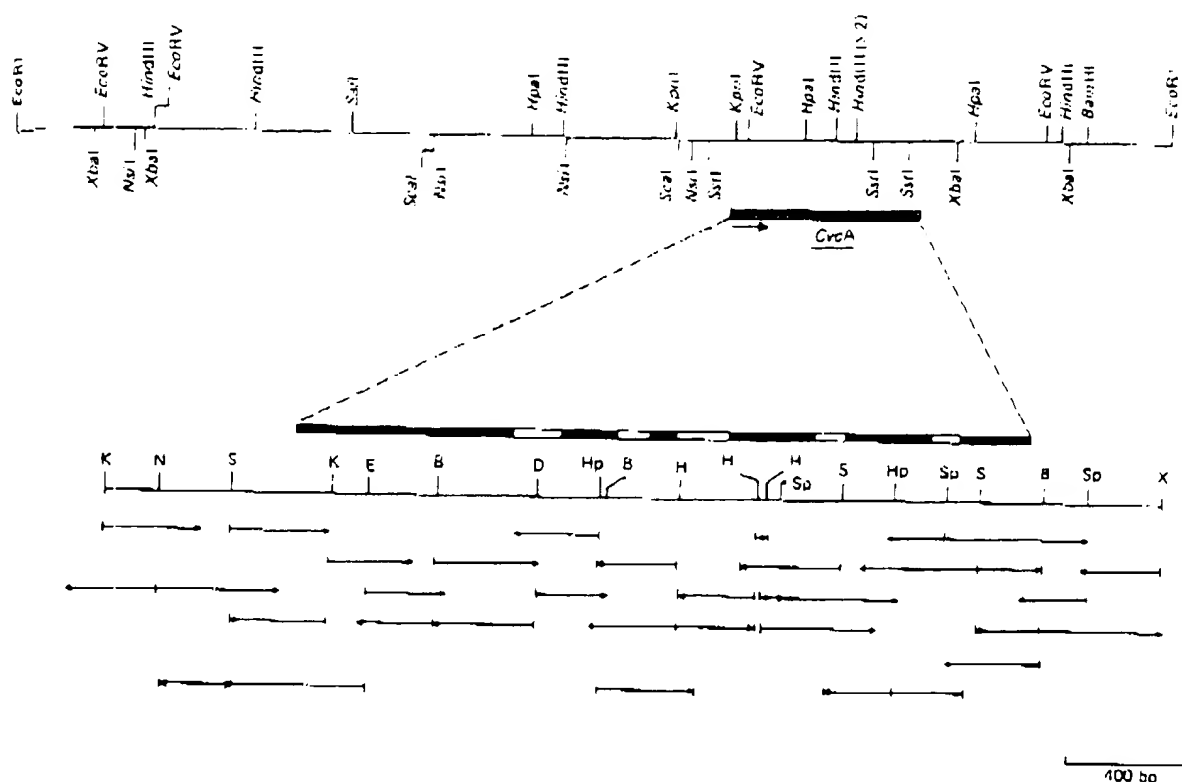 EcoRI EcoRV HindIII EcoRV HindIII SstI HpaI HindIII KpnI KpnI EcoRV HpaI HindIII HindIII (x2) HpaI EcoRV HindIII BamHI EcoRI
XbaI NsiI XbaI ScaI NsiI NsiI ScaI NsiI SstI SstI SstI XbaI XbaI
CrcA
K N S K E B D Hp B H H H Sp S Hp Sp S B Sp X
400 bp